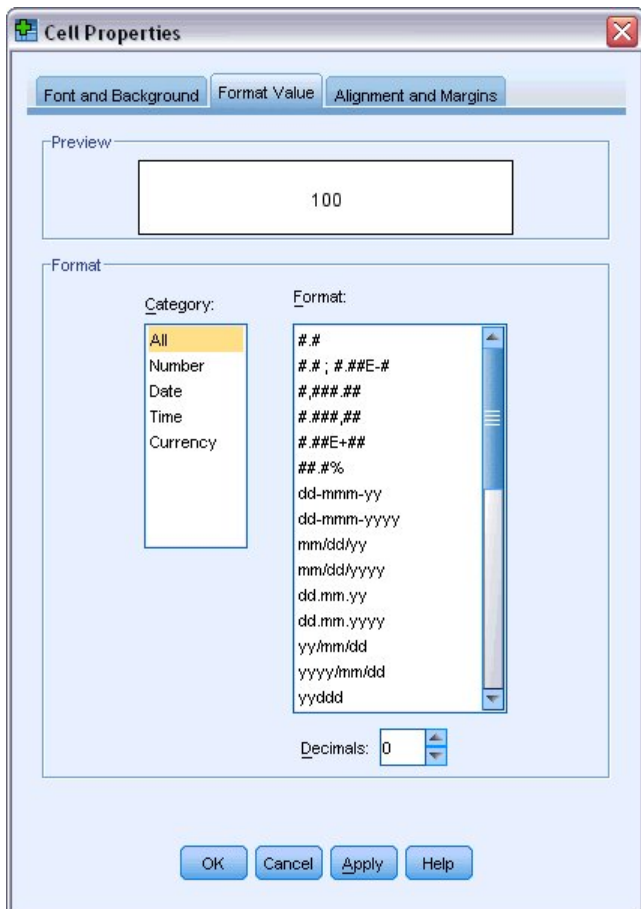 Cell Properties
Font and Background
Format Value
Alignment and Margins
Preview
100
Format
Category:
All
Number
Date
Time
Currency
Format:
#.#
#.# ; #.##E-#
#,###.##
#.###,##
#.##E+##
##.#%
dd-mmm-yy
dd-mmm-yyyy
mm/dd/yy
mm/dd/yyyy
dd.mm.yy
dd.mm.yyyy
yy/mm/dd
yyyy/mm/dd
yyddd
Decimals: 0
OK
Cancel
Apply
Help